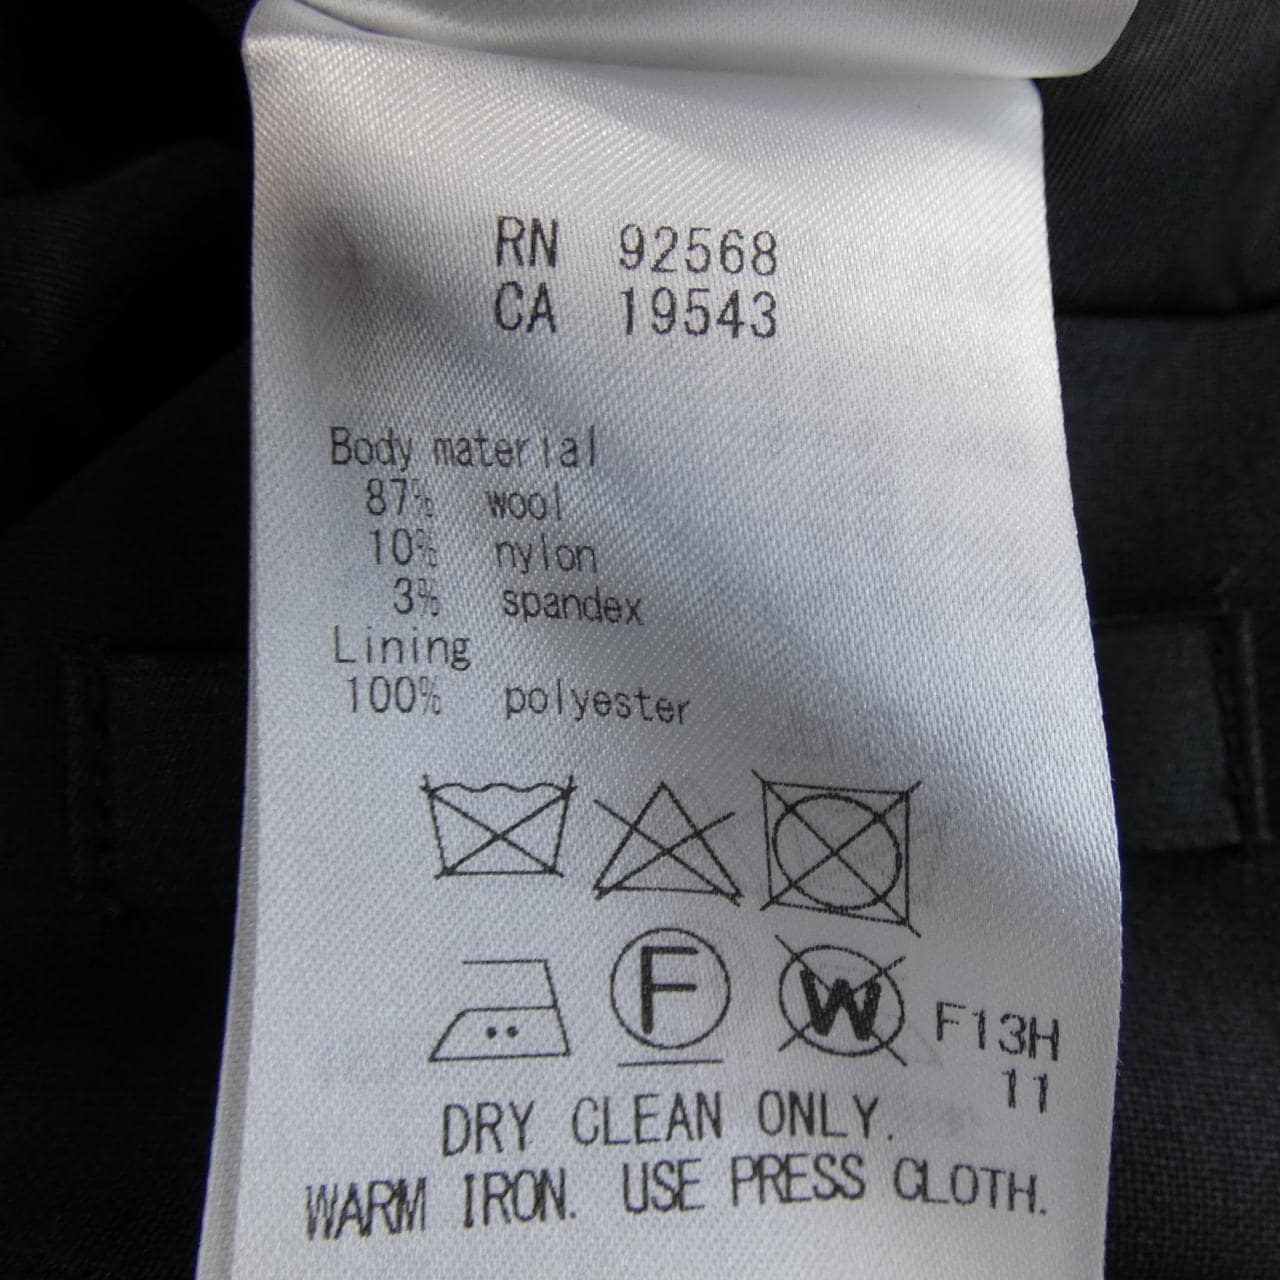 RN 92568
CA 19543
Body material
87% wool
10% nylon
3% spandex
Lining
100% polyester
F
W
F13H
11
DRY CLEAN ONLY.
WARM IRON. USE PRESS CLOTH.